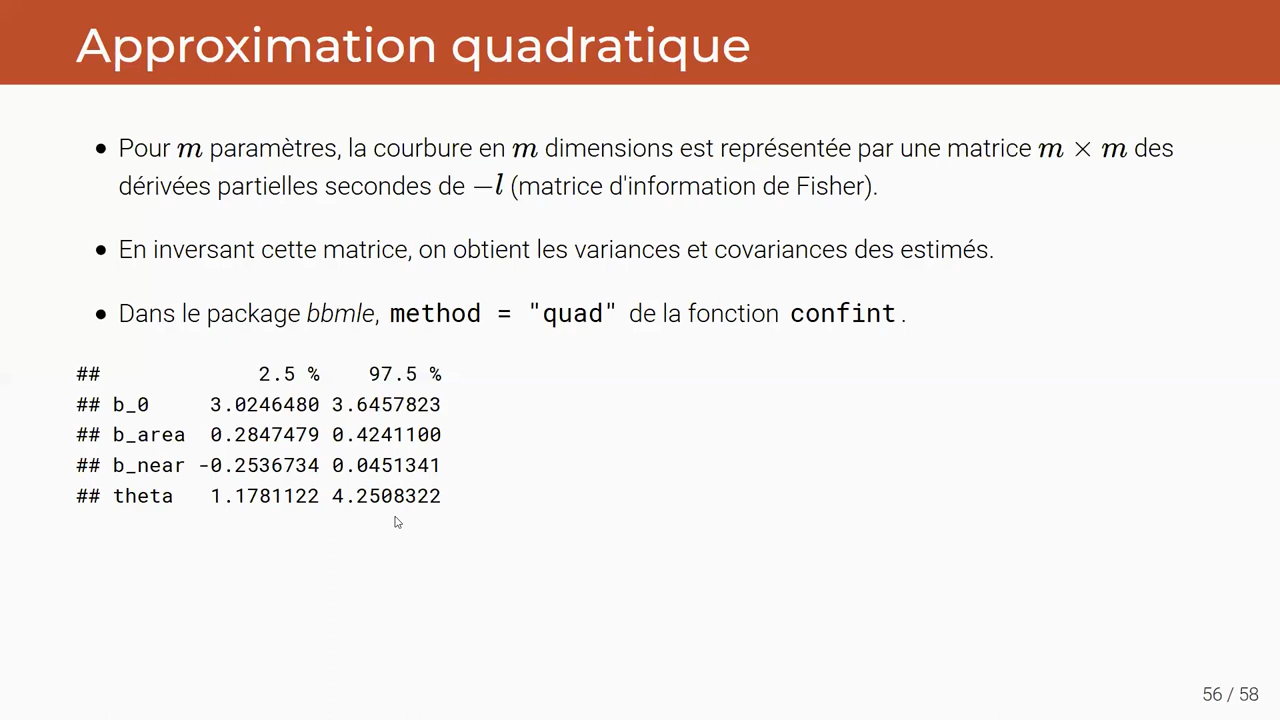 Approximation quadratique
• Pour m paramètres, la courbure en m dimensions est représentée par une matrice m × m des
dérivées partielles secondes de −l (matrice d'information de Fisher).
• En inversant cette matrice, on obtient les variances et covariances des estimés.
• Dans le package bbmle, method = "quad" de la fonction confint.
##            2.5 %    97.5 %
## b_0     3.0246480 3.6457823
## b_area  0.2847479 0.4241100
## b_near -0.2536734 0.0451341
## theta   1.1781122 4.2508322
56 / 58